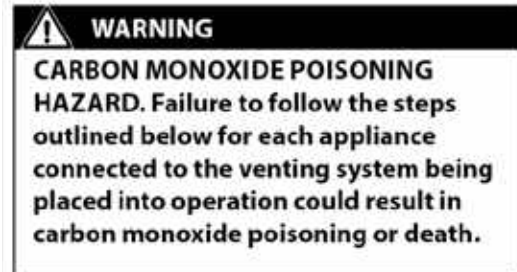 WARNING
CARBON MONOXIDE POISONING
HAZARD. Failure to follow the steps
outlined below for each appliance
connected to the venting system being
placed into operation could result in
carbon monoxide poisoning or death.